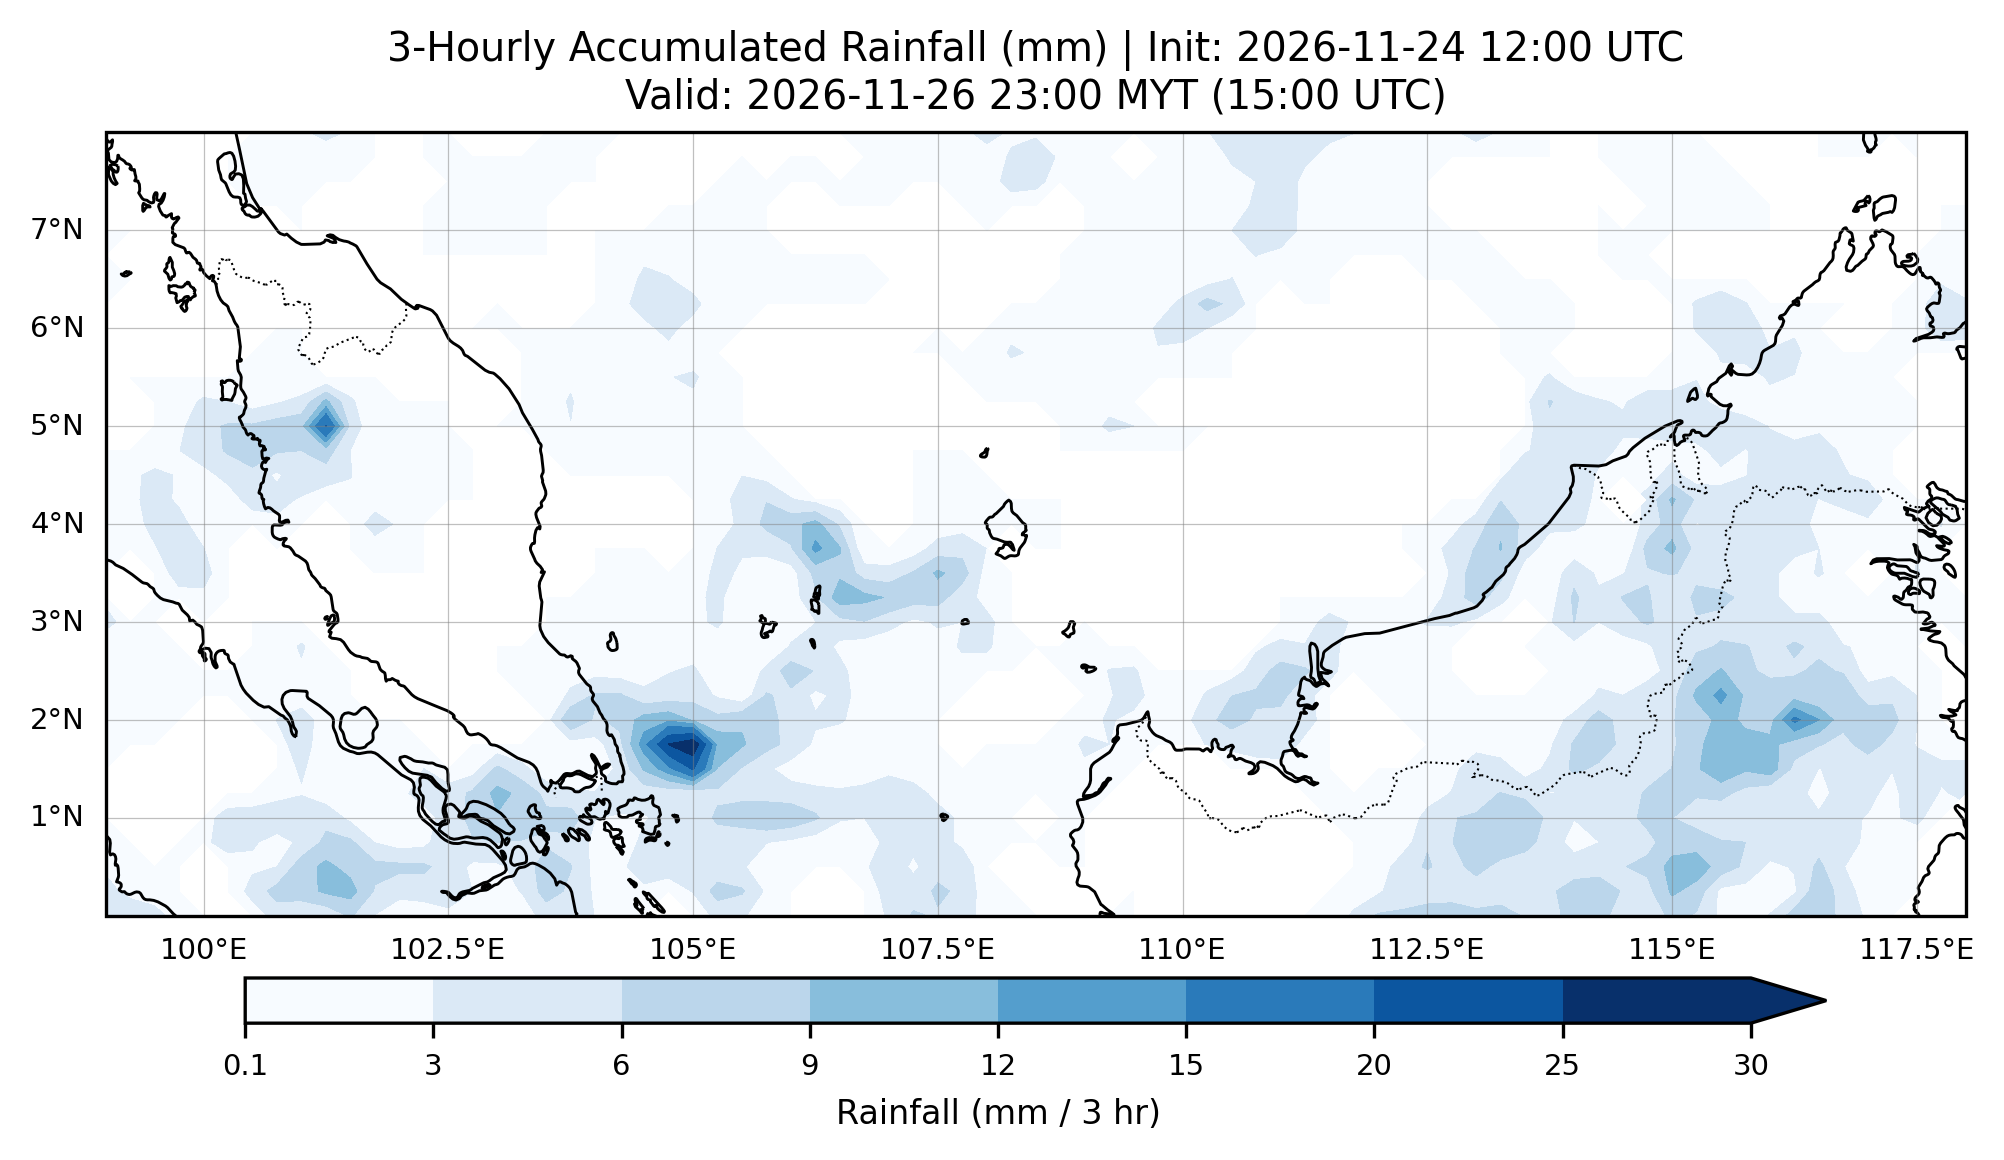 3-Hourly Accumulated Rainfall (mm) | Init: 2026-11-24 12:00 UTC
Valid: 2026-11-26 23:00 MYT (15:00 UTC)
7°N
6°N
5°N
4°N
3°N
2°N
1°N
100°E 102.5°E 105°E 107.5°E 110°E 112.5°E 115°E 117.5°E
0.1 3 6 9 12 15 20 25 30
Rainfall (mm / 3 hr)